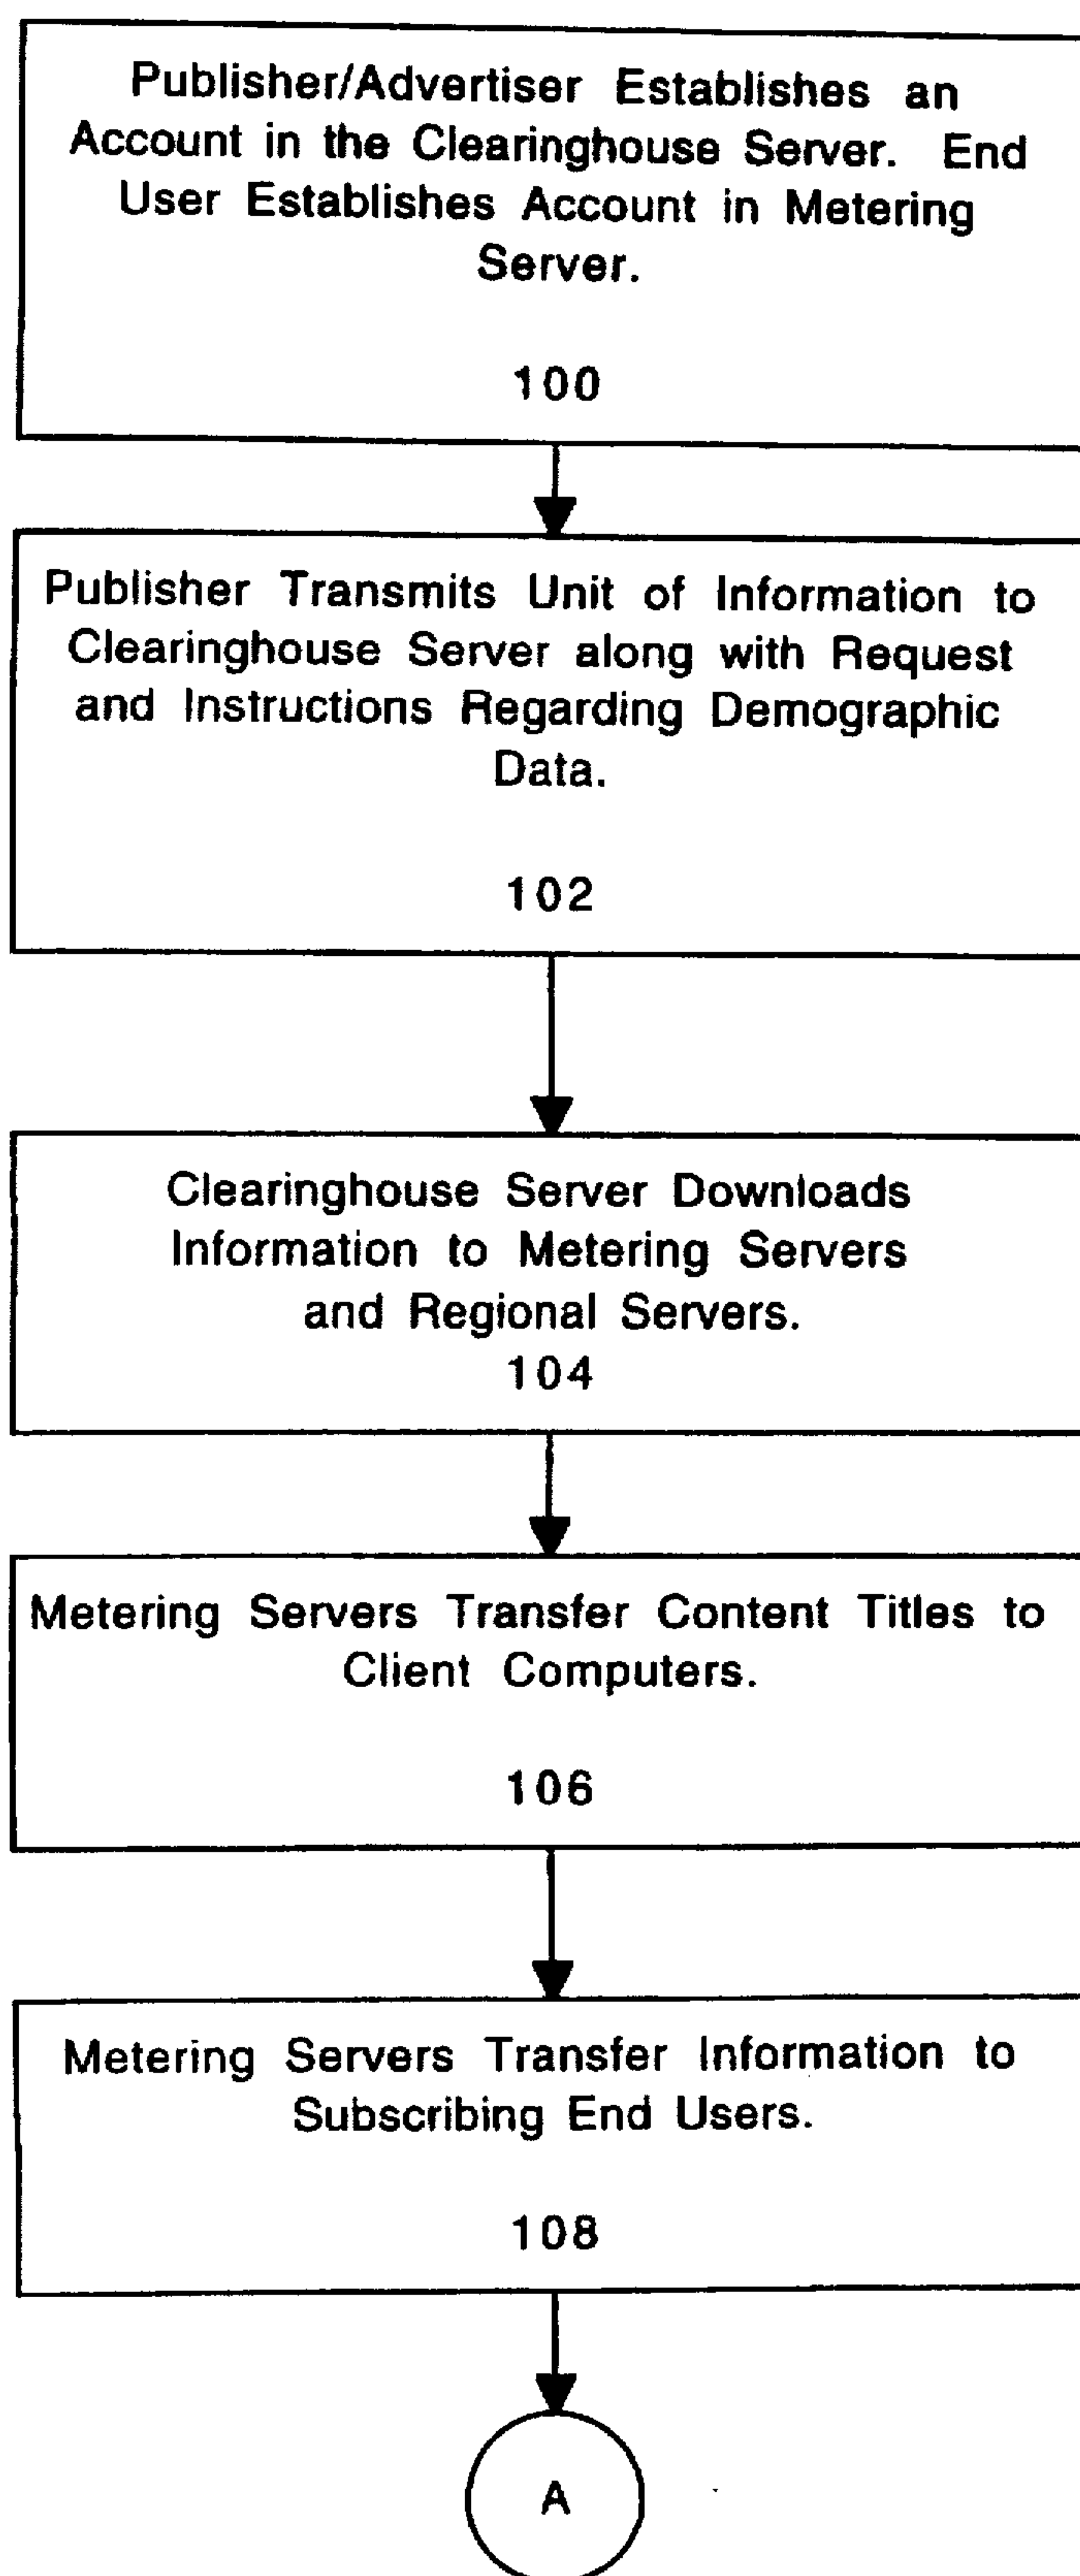 Publisher/Advertiser Establishes an
Account in the Clearinghouse Server. End
User Establishes Account in Metering
Server.
100
Publisher Transmits Unit of Information to
Clearinghouse Server along with Request
and Instructions Regarding Demographic
Data.
102
Clearinghouse Server Downloads
Information to Metering Servers
and Regional Servers.
104
Metering Servers Transfer Content Titles to
Client Computers.
106
Metering Servers Transfer Information to
Subscribing End Users.
108
A